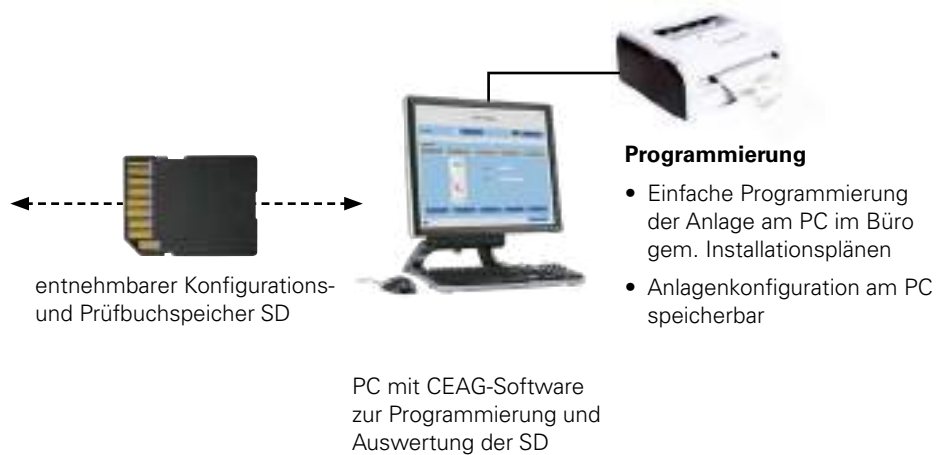 Programmierung
• Einfache Programmierung
der Anlage am PC im Büro
gem. Installationsplänen
• Anlagenkonfiguration am PC
speicherbar
entnehmbarer Konfigurations-
und Prüfbuchspeicher SD
PC mit CEAG-Software
zur Programmierung und
Auswertung der SD